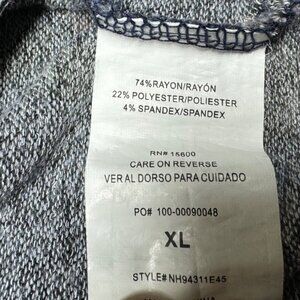 74%RAYON/RAYÓN
22%POLYESTER/POLIESTER
4%SPANDEX/SPANDEX
RN# 15600
CARE ON REVERSE
VER AL DORSO PARA CUIDADO
PO# 100-00090048
XL
STYLE# NH94311E45